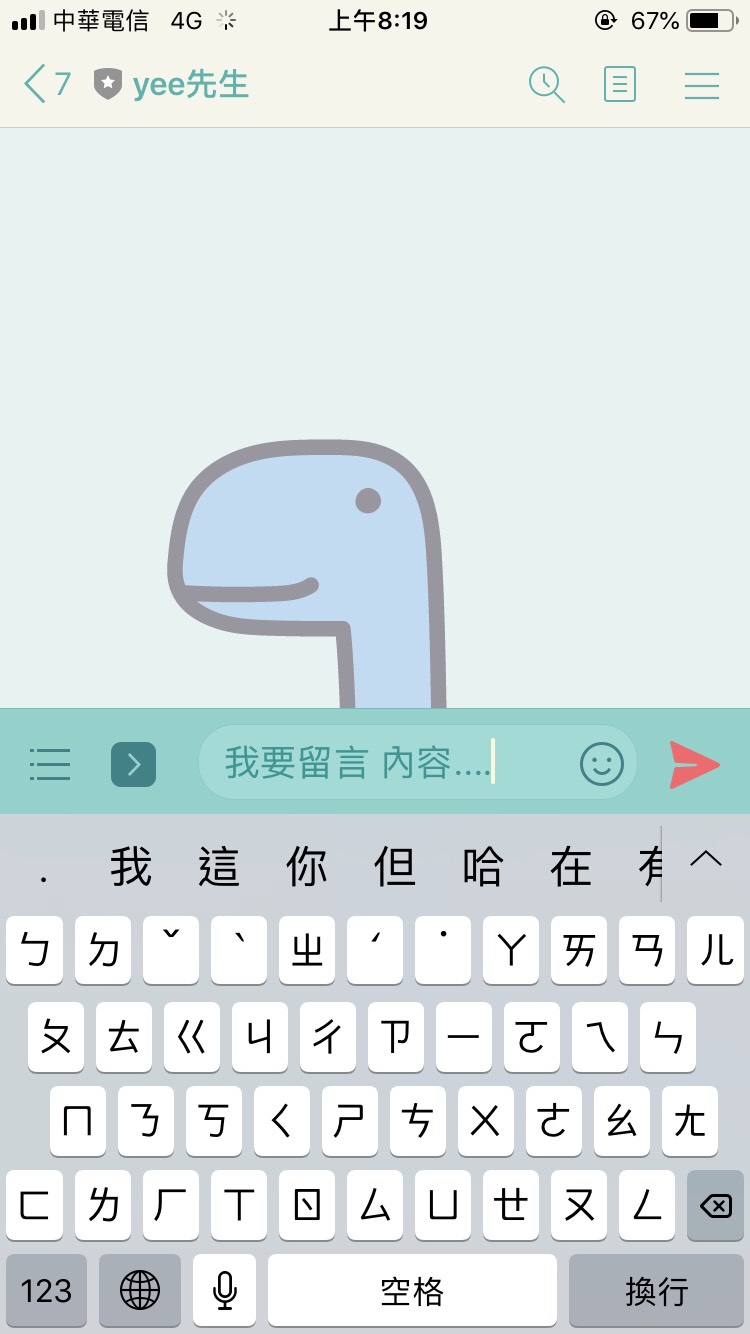 中華電信 4G 上午8:19 67%
7 yee先生
我要留言 內容....
. 我 這 你 但 哈 在
ㄅ ㄉ ˇ ˋ ㄓ ˊ ˙ ㄚ ㄞ ㄢ ㄦ
ㄆ ㄊ ㄍ ㄐ ㄔ ㄗ ㄧ ㄛ ㄟ ㄣ
ㄇ ㄋ ㄎ ㄑ ㄕ ㄘ ㄨ ㄜ ㄠ ㄤ
ㄈ ㄌ ㄏ ㄒ ㄖ ㄙ ㄩ ㄝ ㄡ ㄥ
123 空格 換行